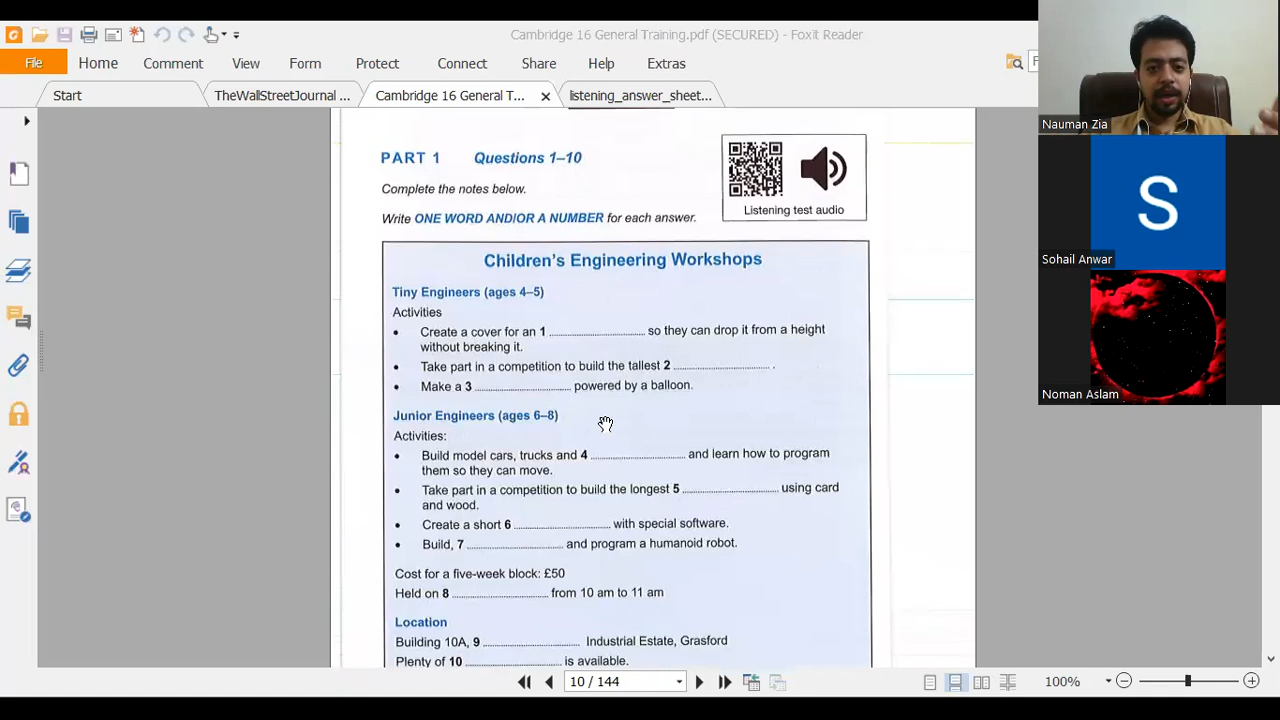 Cambridge 16 General Training.pdf (SECURED) - Foxit Reader
File Home Comment View Form Protect Connect Share Help Extras
Start TheWallStreetJournal ... Cambridge 16 General T... listening_answer_sheet...
PART 1 Questions 1–10
Complete the notes below.
Write ONE WORD AND/OR A NUMBER for each answer.
Listening test audio
Children's Engineering Workshops
Tiny Engineers (ages 4–5)
Activities
• Create a cover for an 1 .............................. so they can drop it from a height
without breaking it.
• Take part in a competition to build the tallest 2 .............................. .
• Make a 3 .............................. powered by a balloon.
Junior Engineers (ages 6–8)
Activities:
• Build model cars, trucks and 4 .............................. and learn how to program
them so they can move.
• Take part in a competition to build the longest 5 .............................. using card
and wood.
• Create a short 6 .............................. with special software.
• Build, 7 .............................. and program a humanoid robot.
Cost for a five-week block: £50
Held on 8 .............................. from 10 am to 11 am
Location
Building 10A, 9 .............................. Industrial Estate, Grasford
Plenty of 10 .............................. is available.
10 / 144
100%
Nauman Zia
S
Sohail Anwar
Noman Aslam